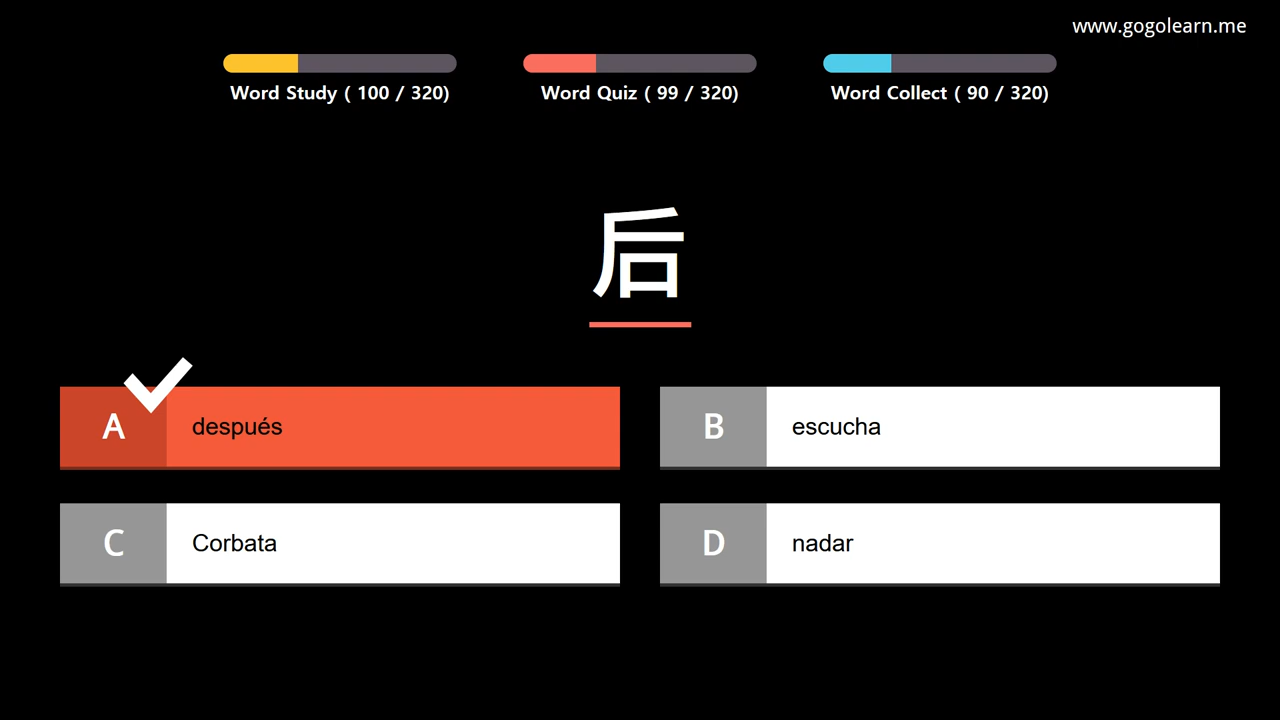 www.gogolearn.me
Word Study ( 100 / 320)
Word Quiz ( 99 / 320)
Word Collect ( 90 / 320)
后
A
después
B
escucha
C
Corbata
D
nadar